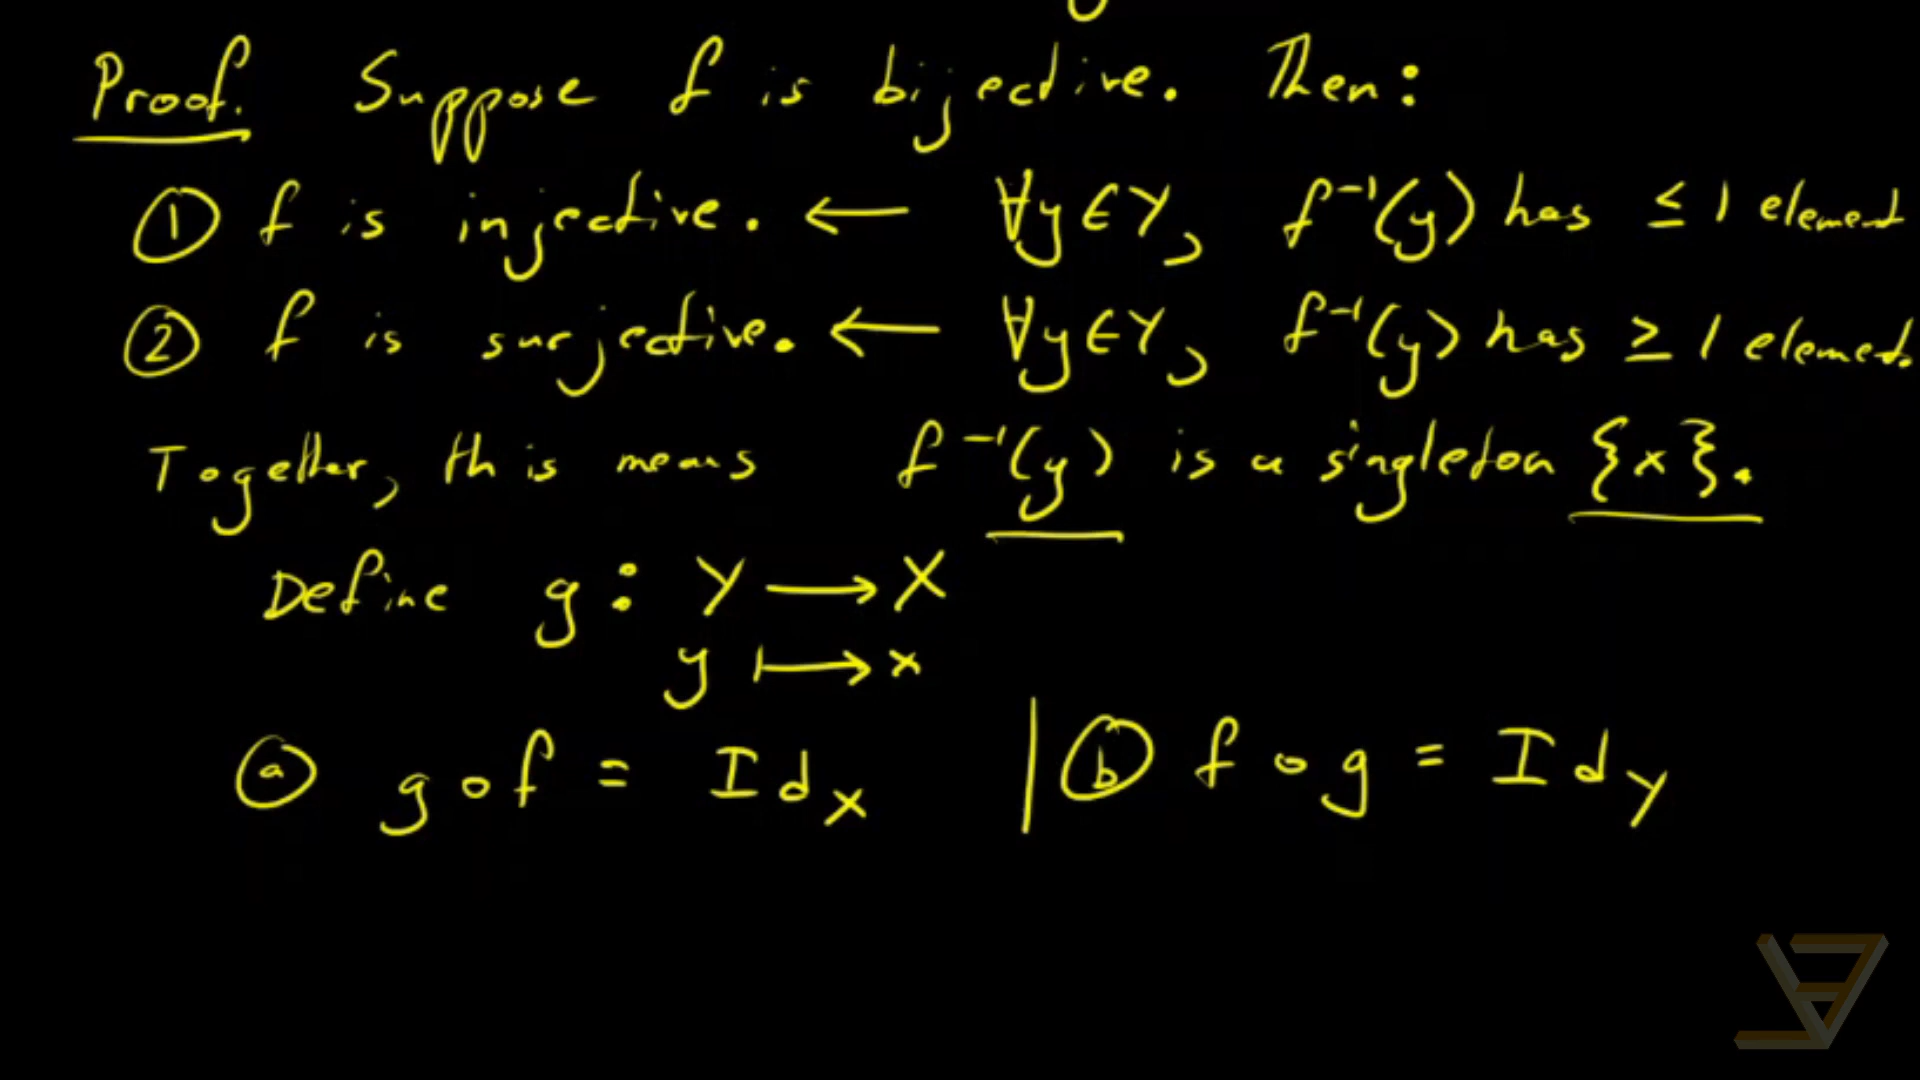 Proof. Suppose f is bijective. Then:
① f is injective. ← ∀y∈Y, f⁻¹(y) has ≤ 1 element
② f is surjective. ← ∀y∈Y, f⁻¹(y) has ≥ 1 element.
Together, this means f⁻¹(y) is a singleton {x}.
Define g: Y ⟶ X
y ⟼ x
ⓐ g∘f = Id_X | ⓑ f∘g = Id_Y